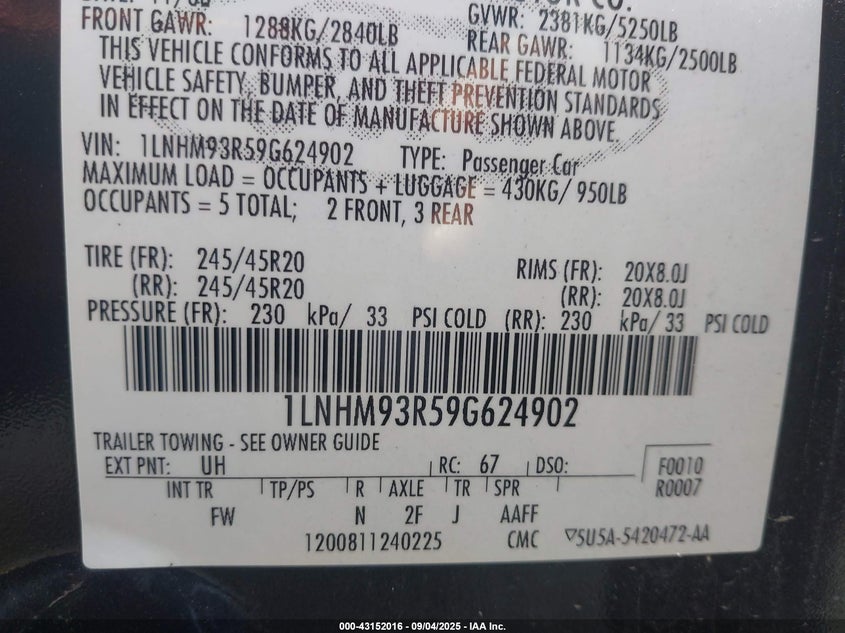 FRONT GAWR: 1288KG/2840LB GVWR: 2381KG/5250LB
REAR GAWR: 1134KG/2500LB
THIS VEHICLE CONFORMS TO ALL APPLICABLE FEDERAL MOTOR
VEHICLE SAFETY, BUMPER, AND THEFT PREVENTION STANDARDS
IN EFFECT ON THE DATE OF MANUFACTURE SHOWN ABOVE.
VIN: 1LNHM93R59G624902 TYPE: Passenger Car
MAXIMUM LOAD = OCCUPANTS + LUGGAGE = 430KG/ 950LB
OCCUPANTS = 5 TOTAL; 2 FRONT, 3 REAR
TIRE (FR): 245/45R20 RIMS (FR): 20X8.0J
(RR): 245/45R20 (RR): 20X8.0J
PRESSURE (FR): 230 kPa/ 33 PSI COLD (RR): 230 kPa/ 33 PSI COLD
1LNHM93R59G624902
TRAILER TOWING - SEE OWNER GUIDE
EXT PNT: UH RC: 67 DSO: F0010
INT TR TP/PS R AXLE TR SPR R0007
FW N 2F J AAFF
1200811240225 CMC ▽5U5A-5420472-AA
000-43152016 - 09/04/2025 - IAA Inc.